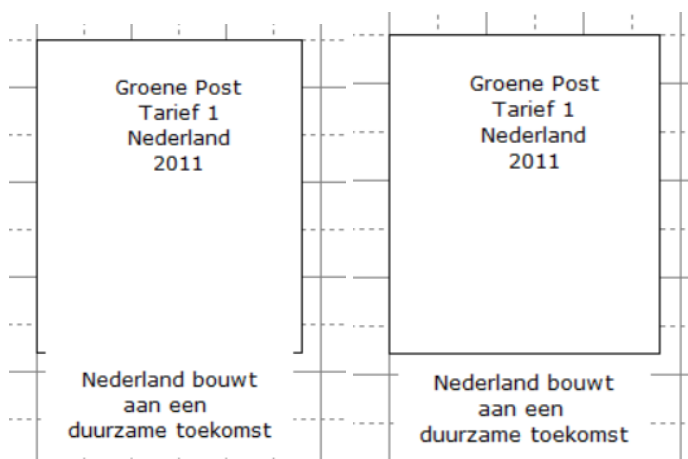 Groene Post
Tarief 1
Nederland
2011
Nederland bouwt
aan een
duurzame toekomst
Groene Post
Tarief 1
Nederland
2011
Nederland bouwt
aan een
duurzame toekomst